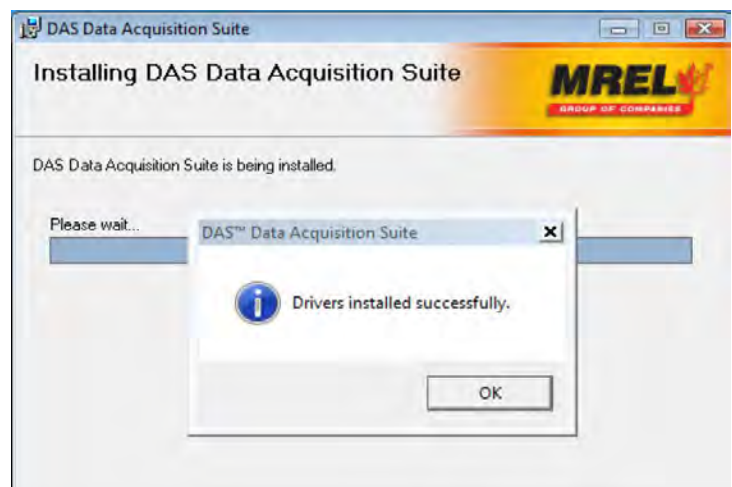 DAS Data Acquisition Suite
Installing DAS Data Acquisition Suite
MREL
GROUP OF COMPANIES
DAS Data Acquisition Suite is being installed.
Please wait...
DAS™ Data Acquisition Suite
Drivers installed successfully.
OK